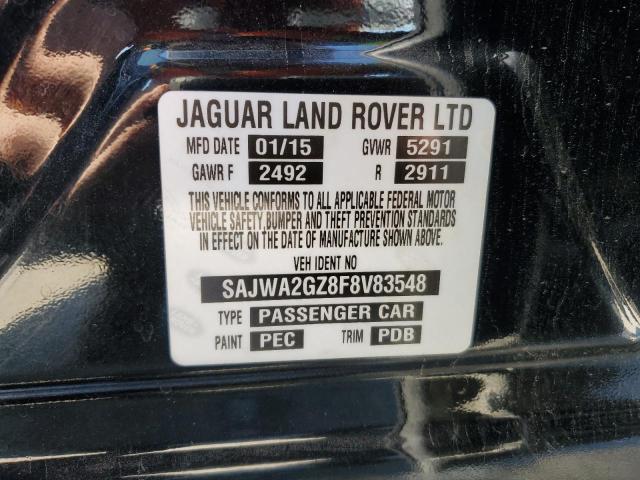 JAGUAR LAND ROVER LTD
MFD DATE 01/15 GVWR 5291
GAWR F 2492 R 2911
THIS VEHICLE CONFORMS TO ALL APPLICABLE FEDERAL MOTOR
VEHICLE SAFETY,BUMPER AND THEFT PREVENTION STANDARDS
IN EFFECT ON THE DATE OF MANUFACTURE SHOWN ABOVE.
VEH IDENT NO
SAJWA2GZ8F8V83548
TYPE PASSENGER CAR
PAINT PEC TRIM PDB